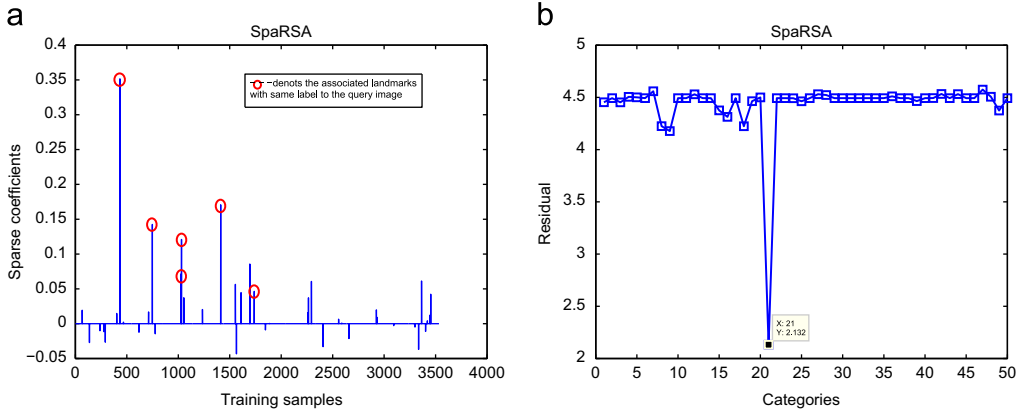 a
SpaRSA
0.4
0.35
0.3
0.25
0.2
0.15
0.1
0.05
0
−0.05
Sparse coefficients
−denotes the associated landmarks
with same label to the query image
0 500 1000 1500 2000 2500 3000 3500 4000
Training samples
b
SpaRSA
5
4.5
4
3.5
3
2.5
2
Residual
X: 21
Y: 2.132
0 5 10 15 20 25 30 35 40 45 50
Categories